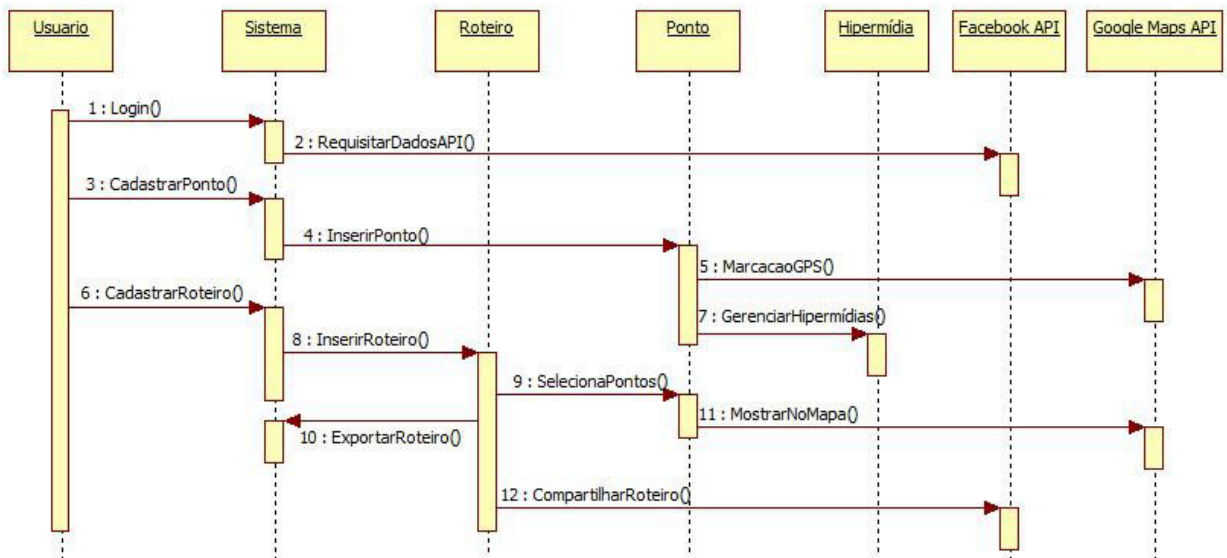 Usuario
Sistema
Roteiro
Ponto
Hipermídia
Facebook API
Google Maps API
1 : Login()
2 : RequisitarDadosAPI()
3 : CadastrarPonto()
4 : InserirPonto()
5 : MarcacaoGPS()
6 : CadastrarRoteiro()
7 : GerenciarHipermídias()
8 : InserirRoteiro()
9 : SelecionaPontos()
11 : MostrarNoMapa()
10 : ExportarRoteiro()
12 : CompartilharRoteiro()